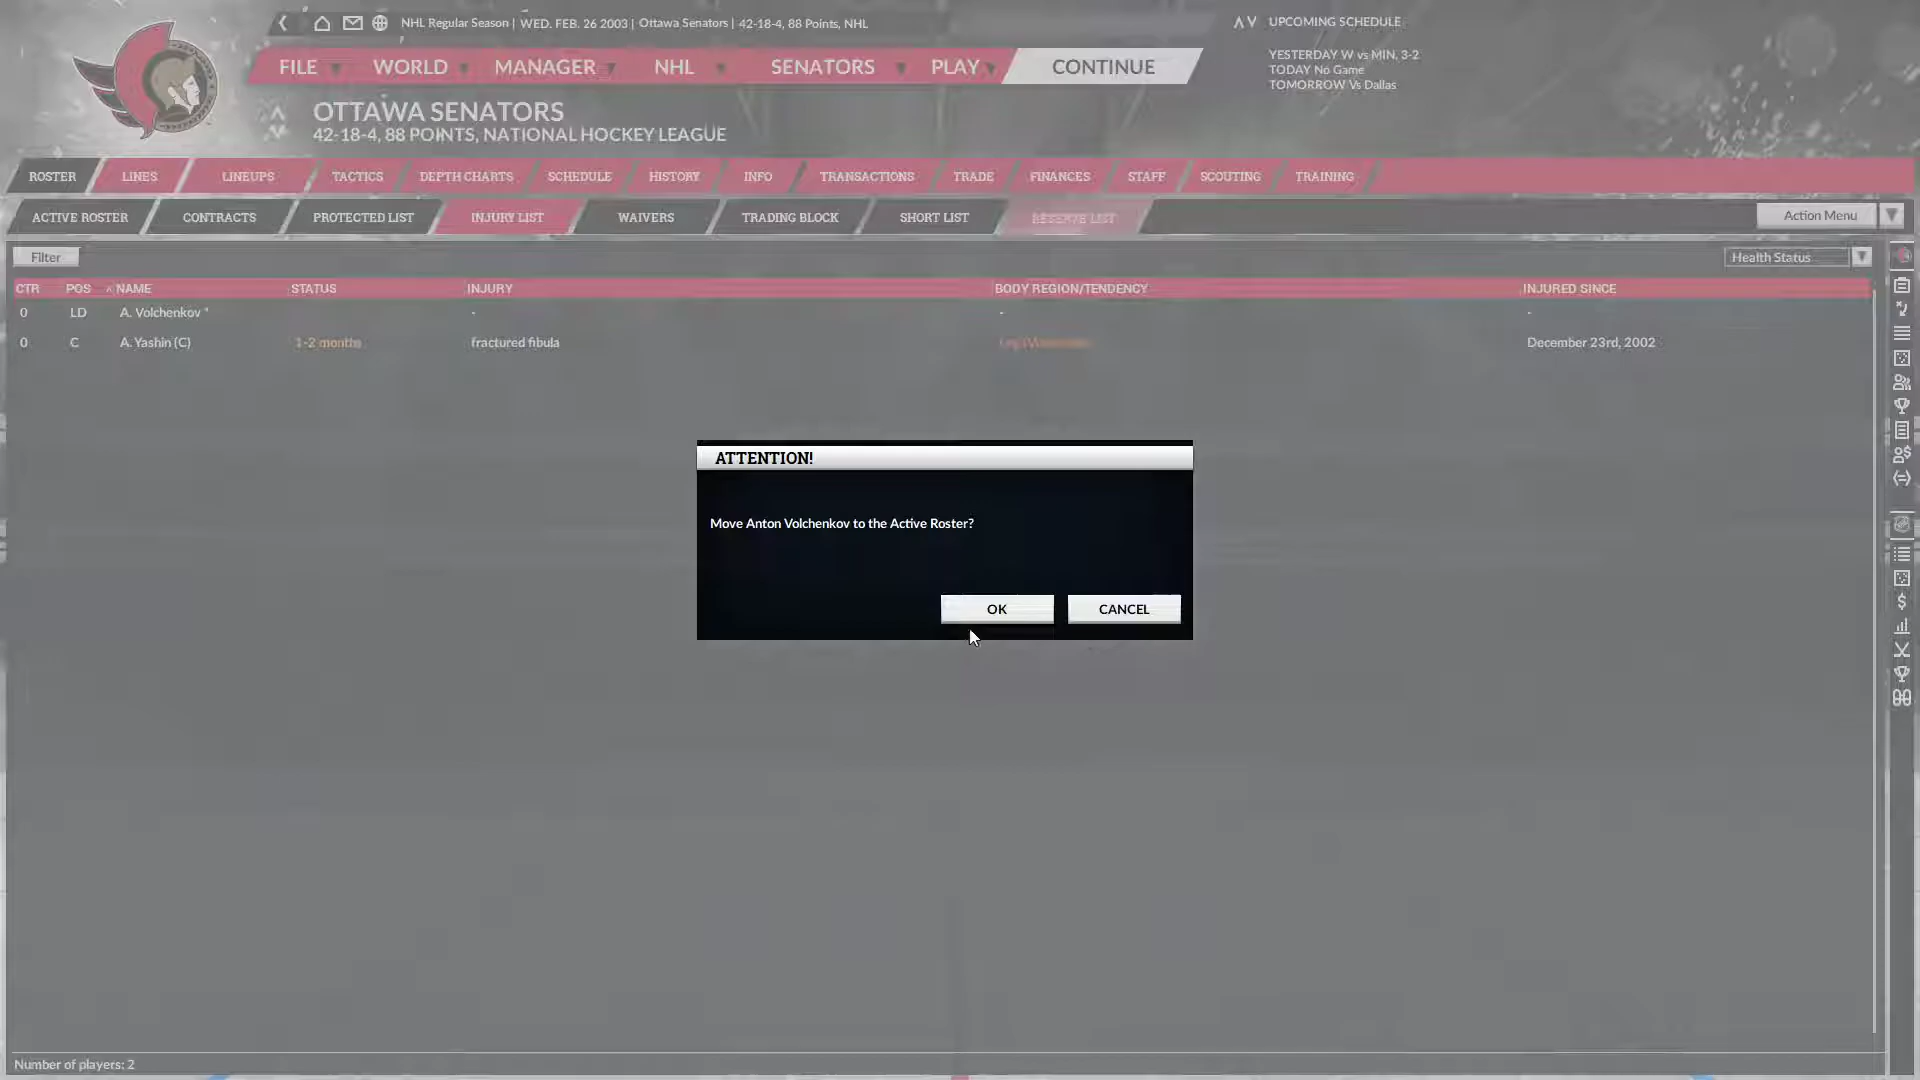 NHL Regular Season | WED. FEB. 26 2003 | Ottawa Senators | 42-18-4, 88 Points, NHL
UPCOMING SCHEDULE
YESTERDAY W vs MIN, 3-2
TODAY No Game
TOMORROW Vs Dallas
FILE WORLD MANAGER NHL SENATORS PLAY CONTINUE
OTTAWA SENATORS
42-18-4, 88 POINTS, NATIONAL HOCKEY LEAGUE
ROSTER LINES LINEUPS TACTICS DEPTH CHARTS SCHEDULE HISTORY INFO TRANSACTIONS TRADE FINANCES STAFF SCOUTING TRAINING
ACTIVE ROSTER CONTRACTS PROTECTED LIST INJURY LIST WAIVERS TRADING BLOCK SHORT LIST RESERVE LIST Action Menu
Filter Health Status
CTR POS NAME STATUS INJURY BODY REGION/TENDENCY INJURED SINCE
0 LD A. Volchenkov * - - -
0 C A. Yashin (C) 1-2 months fractured fibula December 23rd, 2002
ATTENTION!
Move Anton Volchenkov to the Active Roster?
OK CANCEL
Number of players: 2